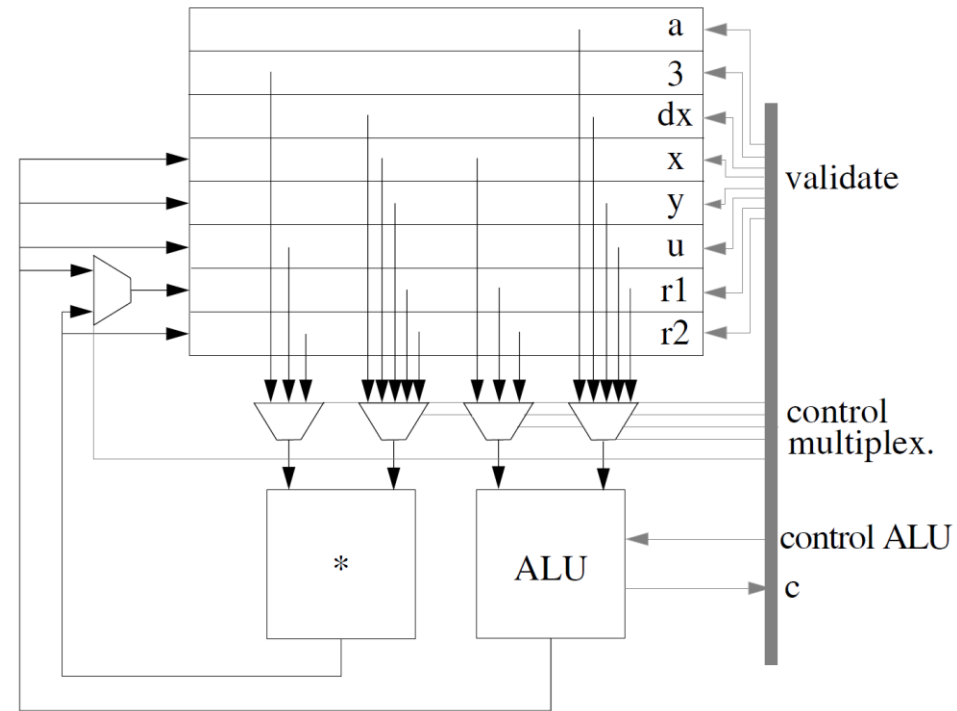 a
3
dx
x
y
u
r1
r2
validate
control
multiplex.
control ALU
c
*
ALU